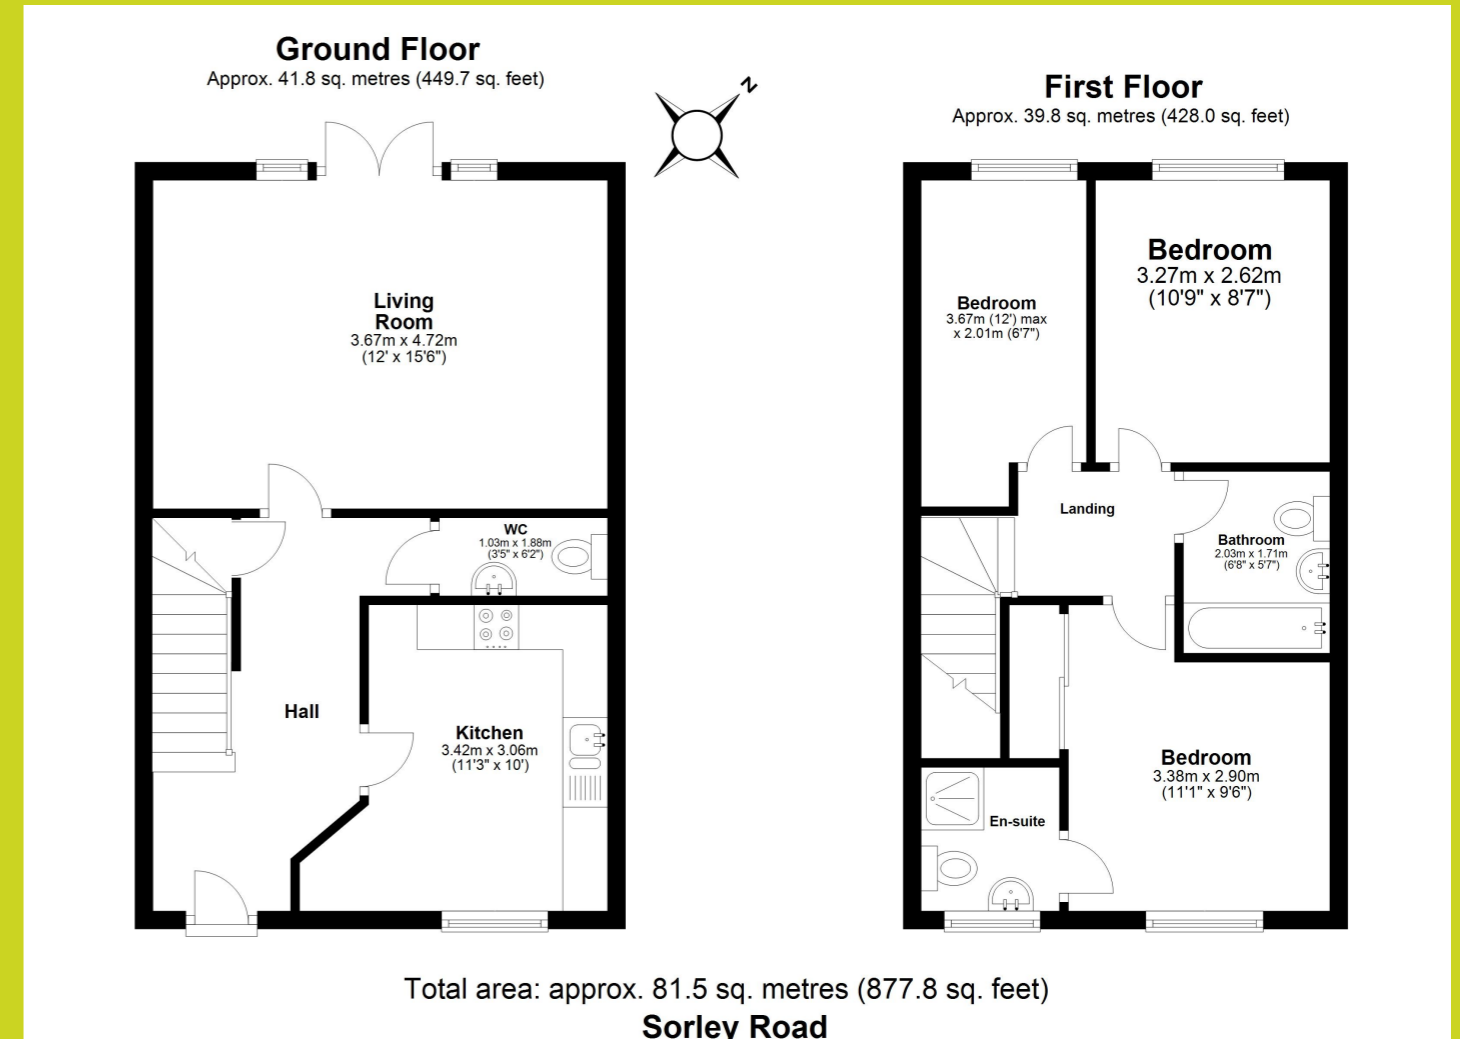 Ground Floor
Approx. 41.8 sq. metres (449.7 sq. feet)
N
First Floor
Approx. 39.8 sq. metres (428.0 sq. feet)
Living
Room
3.67m x 4.72m
(12' x 15'6")
WC
1.03m x 1.88m
(3'5" x 6'2")
Hall
Kitchen
3.42m x 3.06m
(11'3" x 10')
Bedroom
3.67m (12') max
x 2.01m (6'7")
Bedroom
3.27m x 2.62m
(10'9" x 8'7")
Landing
Bathroom
2.03m x 1.71m
(6'8" x 5'7")
Bedroom
3.38m x 2.90m
(11'1" x 9'6")
En-suite
Total area: approx. 81.5 sq. metres (877.8 sq. feet)
Sorley Road